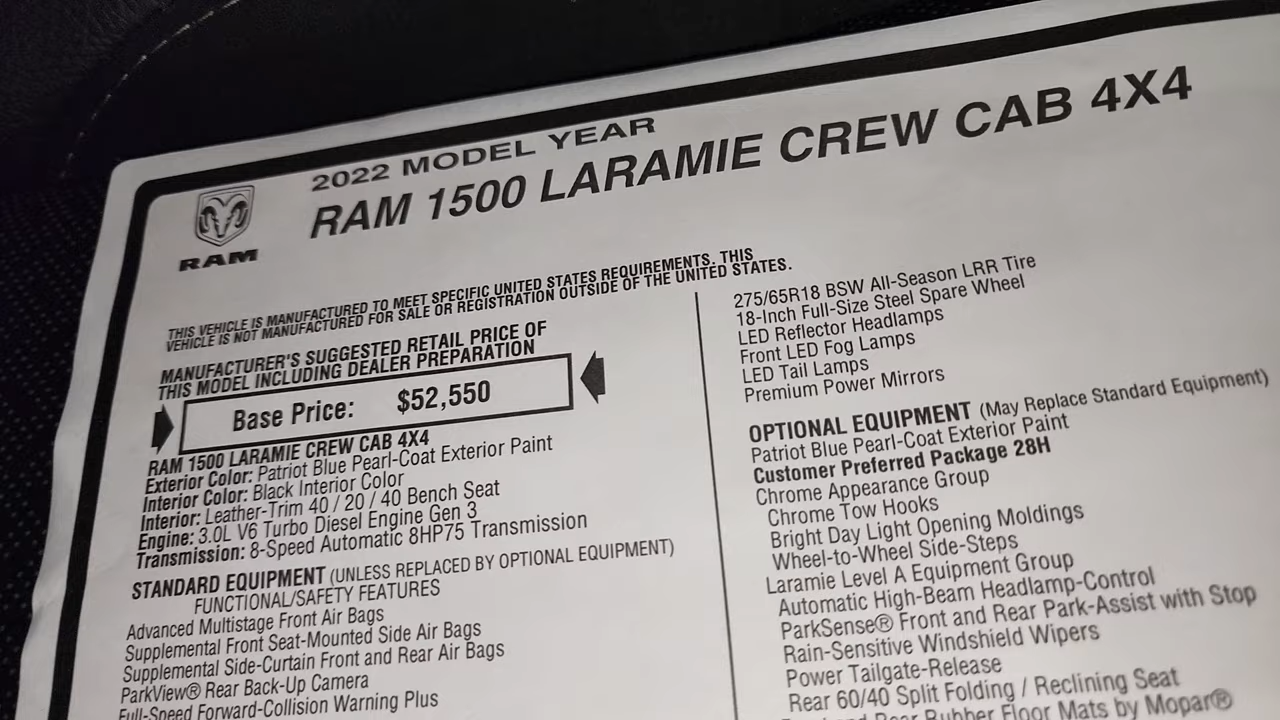 2022 MODEL YEAR
RAM 1500 LARAMIE CREW CAB 4X4
RAM
THIS VEHICLE IS MANUFACTURED TO MEET SPECIFIC UNITED STATES REQUIREMENTS. THIS
VEHICLE IS NOT MANUFACTURED FOR SALE OR REGISTRATION OUTSIDE OF THE UNITED STATES.
MANUFACTURER'S SUGGESTED RETAIL PRICE OF
THIS MODEL INCLUDING DEALER PREPARATION
Base Price: $52,550
RAM 1500 LARAMIE CREW CAB 4X4
Exterior Color: Patriot Blue Pearl-Coat Exterior Paint
Interior Color: Black Interior Color
Interior: Leather-Trim 40 / 20 / 40 Bench Seat
Engine: 3.0L V6 Turbo Diesel Engine Gen 3
Transmission: 8-Speed Automatic 8HP75 Transmission
STANDARD EQUIPMENT (UNLESS REPLACED BY OPTIONAL EQUIPMENT)
FUNCTIONAL/SAFETY FEATURES
Advanced Multistage Front Air Bags
Supplemental Front Seat-Mounted Side Air Bags
Supplemental Side-Curtain Front and Rear Air Bags
ParkView® Rear Back-Up Camera
Full-Speed Forward-Collision Warning Plus
275/65R18 BSW All-Season LRR Tire
18-Inch Full-Size Steel Spare Wheel
LED Reflector Headlamps
Front LED Fog Lamps
LED Tail Lamps
Premium Power Mirrors
OPTIONAL EQUIPMENT (May Replace Standard Equipment)
Patriot Blue Pearl-Coat Exterior Paint
Customer Preferred Package 28H
Chrome Appearance Group
Chrome Tow Hooks
Bright Day Light Opening Moldings
Wheel-to-Wheel Side-Steps
Laramie Level A Equipment Group
Automatic High-Beam Headlamp-Control
ParkSense® Front and Rear Park-Assist with Stop
Rain-Sensitive Windshield Wipers
Power Tailgate-Release
Rear 60/40 Split Folding / Reclining Seat
and Rear Rubber Floor Mats by Mopar®